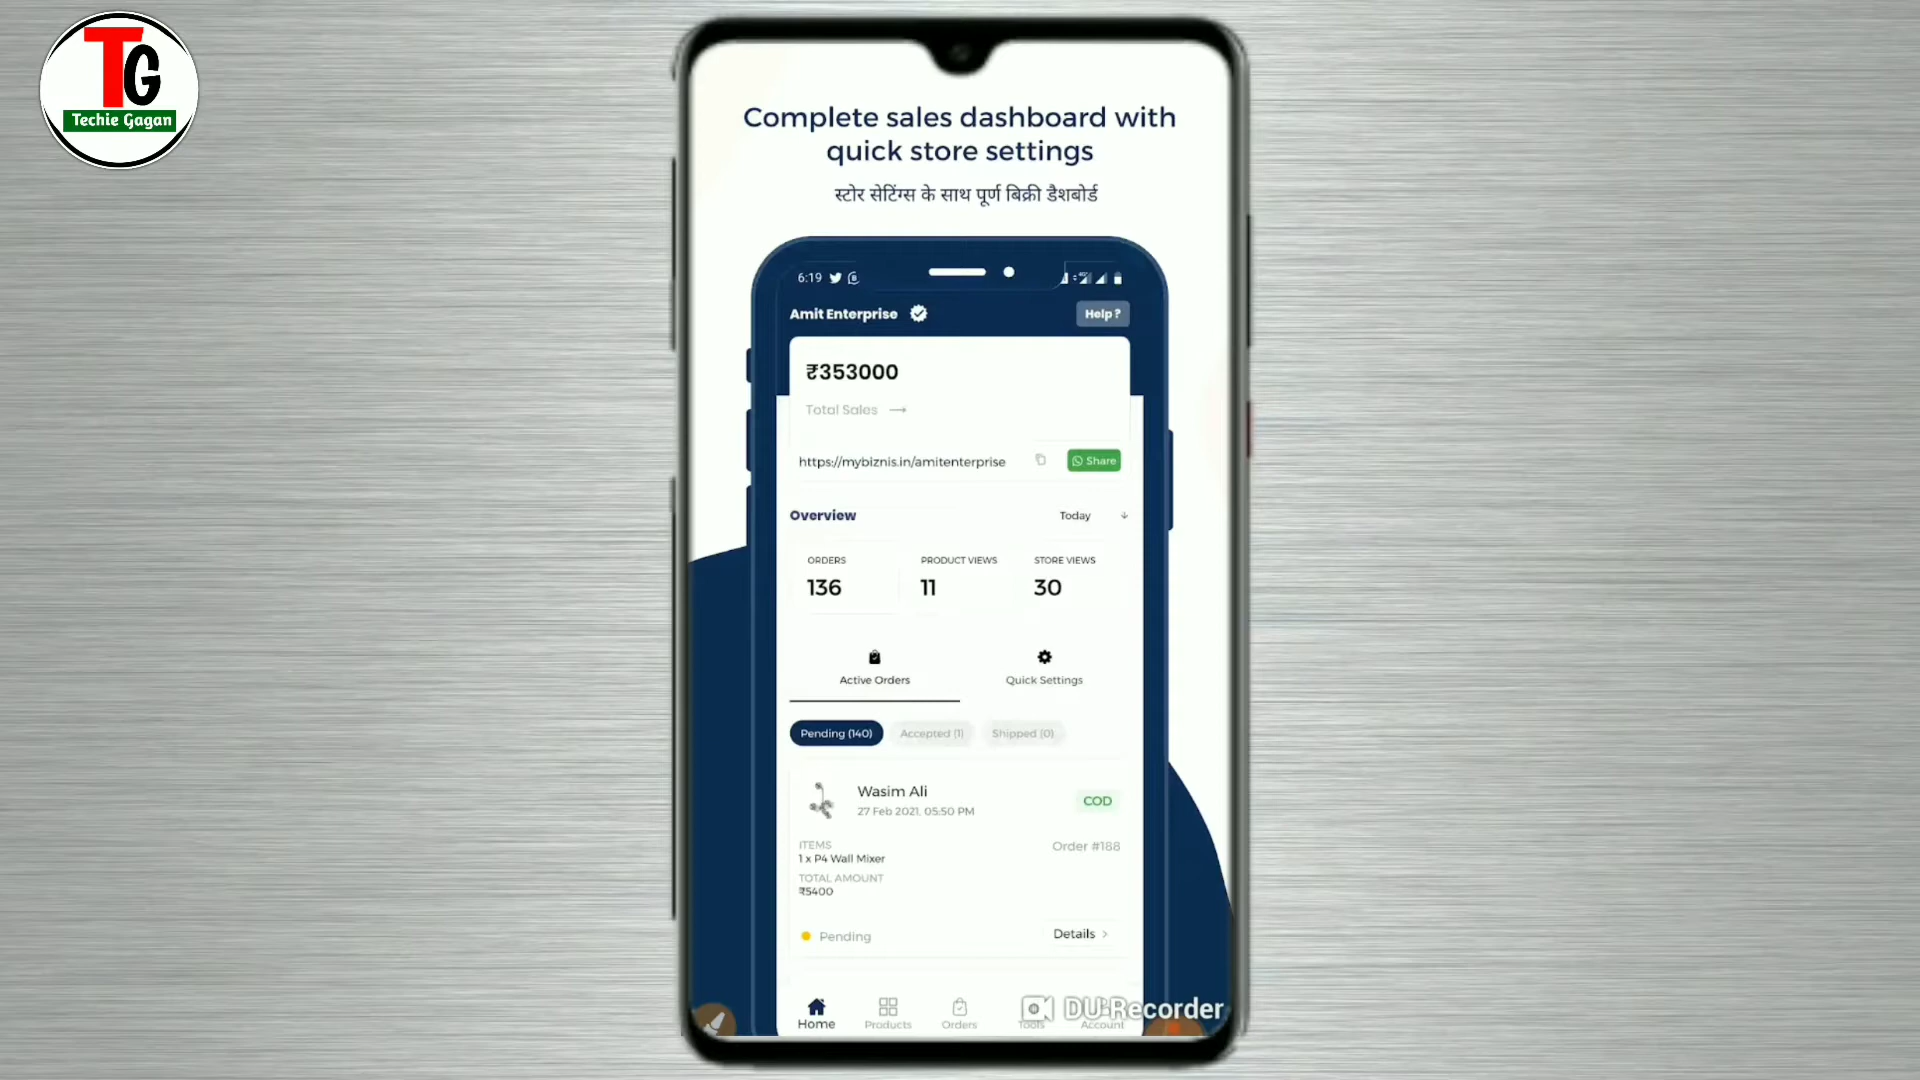 TG
Techie Gagan
Complete sales dashboard with
quick store settings
स्टोर सेटिंग्स के साथ पूर्ण बिक्री डैशबोर्ड
6:19
Amit Enterprise
Help ?
₹353000
Total Sales →
https://mybiznis.in/amitenterprise
Share
Overview
Today ↓
ORDERS PRODUCT VIEWS STORE VIEWS
136 11 30
Active Orders Quick Settings
Pending (140) Accepted (1) Shipped (0)
Wasim Ali
27 Feb 2021, 05:50 PM
COD
ITEMS
Order #188
1 x P4 Wall Mixer
TOTAL AMOUNT
₹5400
Pending
Details >
DU Recorder
Home Products Orders Tools Account